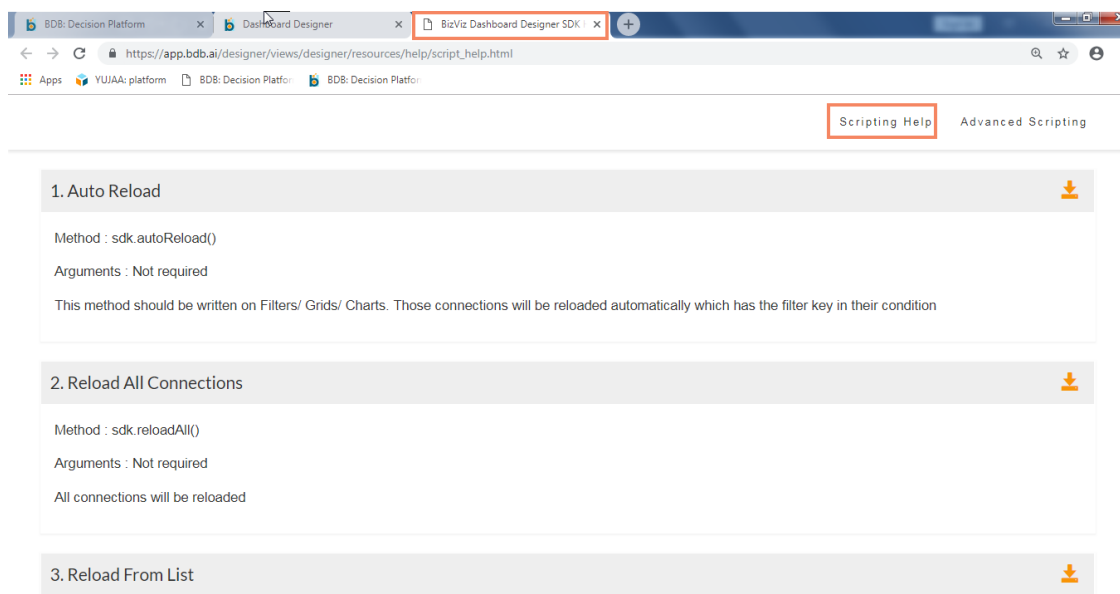 BDB: Decision Platform
Dashboard Designer
BizViz Dashboard Designer SDK
https://app.bdb.ai/designer/views/designer/resources/help/script_help.html
Apps
YUJAA: platform
BDB: Decision Platfor
BDB: Decision Platfor
Scripting Help
Advanced Scripting
1. Auto Reload
Method : sdk.autoReload()
Arguments : Not required
This method should be written on Filters/ Grids/ Charts. Those connections will be reloaded automatically which has the filter key in their condition
2. Reload All Connections
Method : sdk.reloadAll()
Arguments : Not required
All connections will be reloaded
3. Reload From List